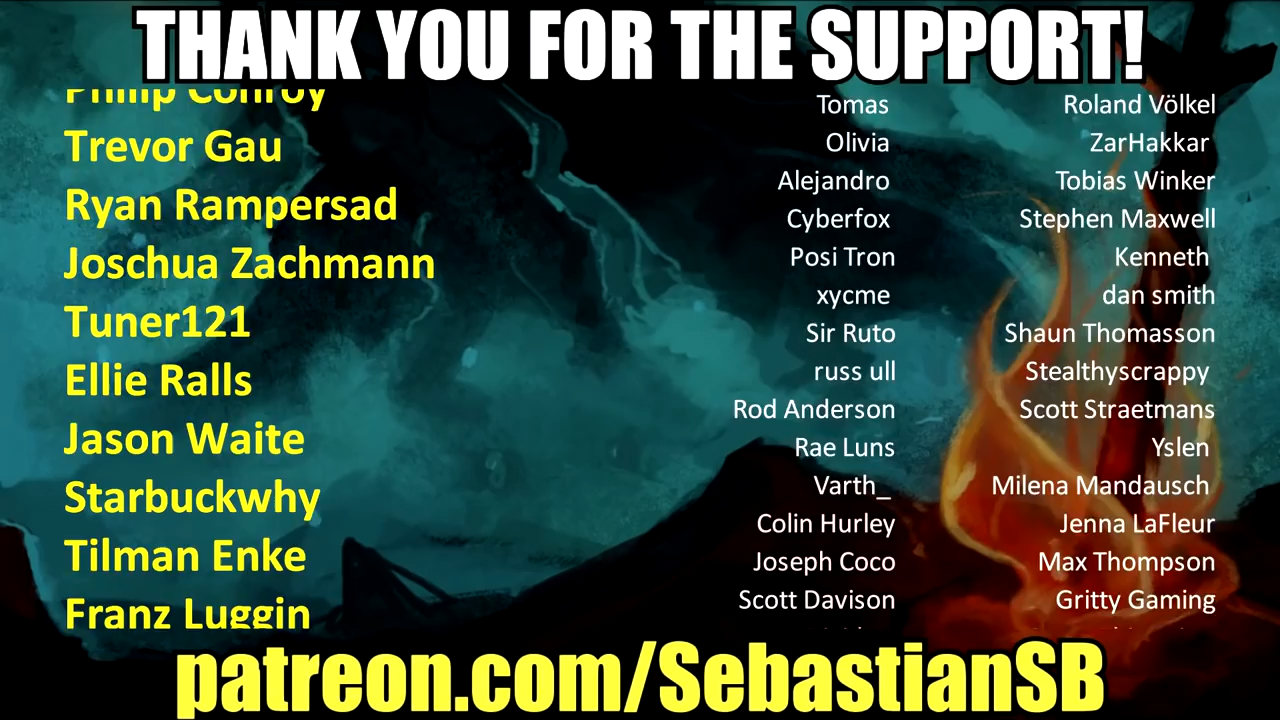 THANK YOU FOR THE SUPPORT!
Philip Conroy
Trevor Gau
Ryan Rampersad
Joschua Zachmann
Tuner121
Ellie Ralls
Jason Waite
Starbuckwhy
Tilman Enke
Franz Luggin
Tomas
Olivia
Alejandro
Cyberfox
Posi Tron
xycme
Sir Ruto
russ ull
Rod Anderson
Rae Luns
Varth_
Colin Hurley
Joseph Coco
Scott Davison
Roland Völkel
ZarHakkar
Tobias Winker
Stephen Maxwell
Kenneth
dan smith
Shaun Thomasson
Stealthyscrappy
Scott Straetmans
Yslen
Milena Mandausch
Jenna LaFleur
Max Thompson
Gritty Gaming
patreon.com/SebastianSB